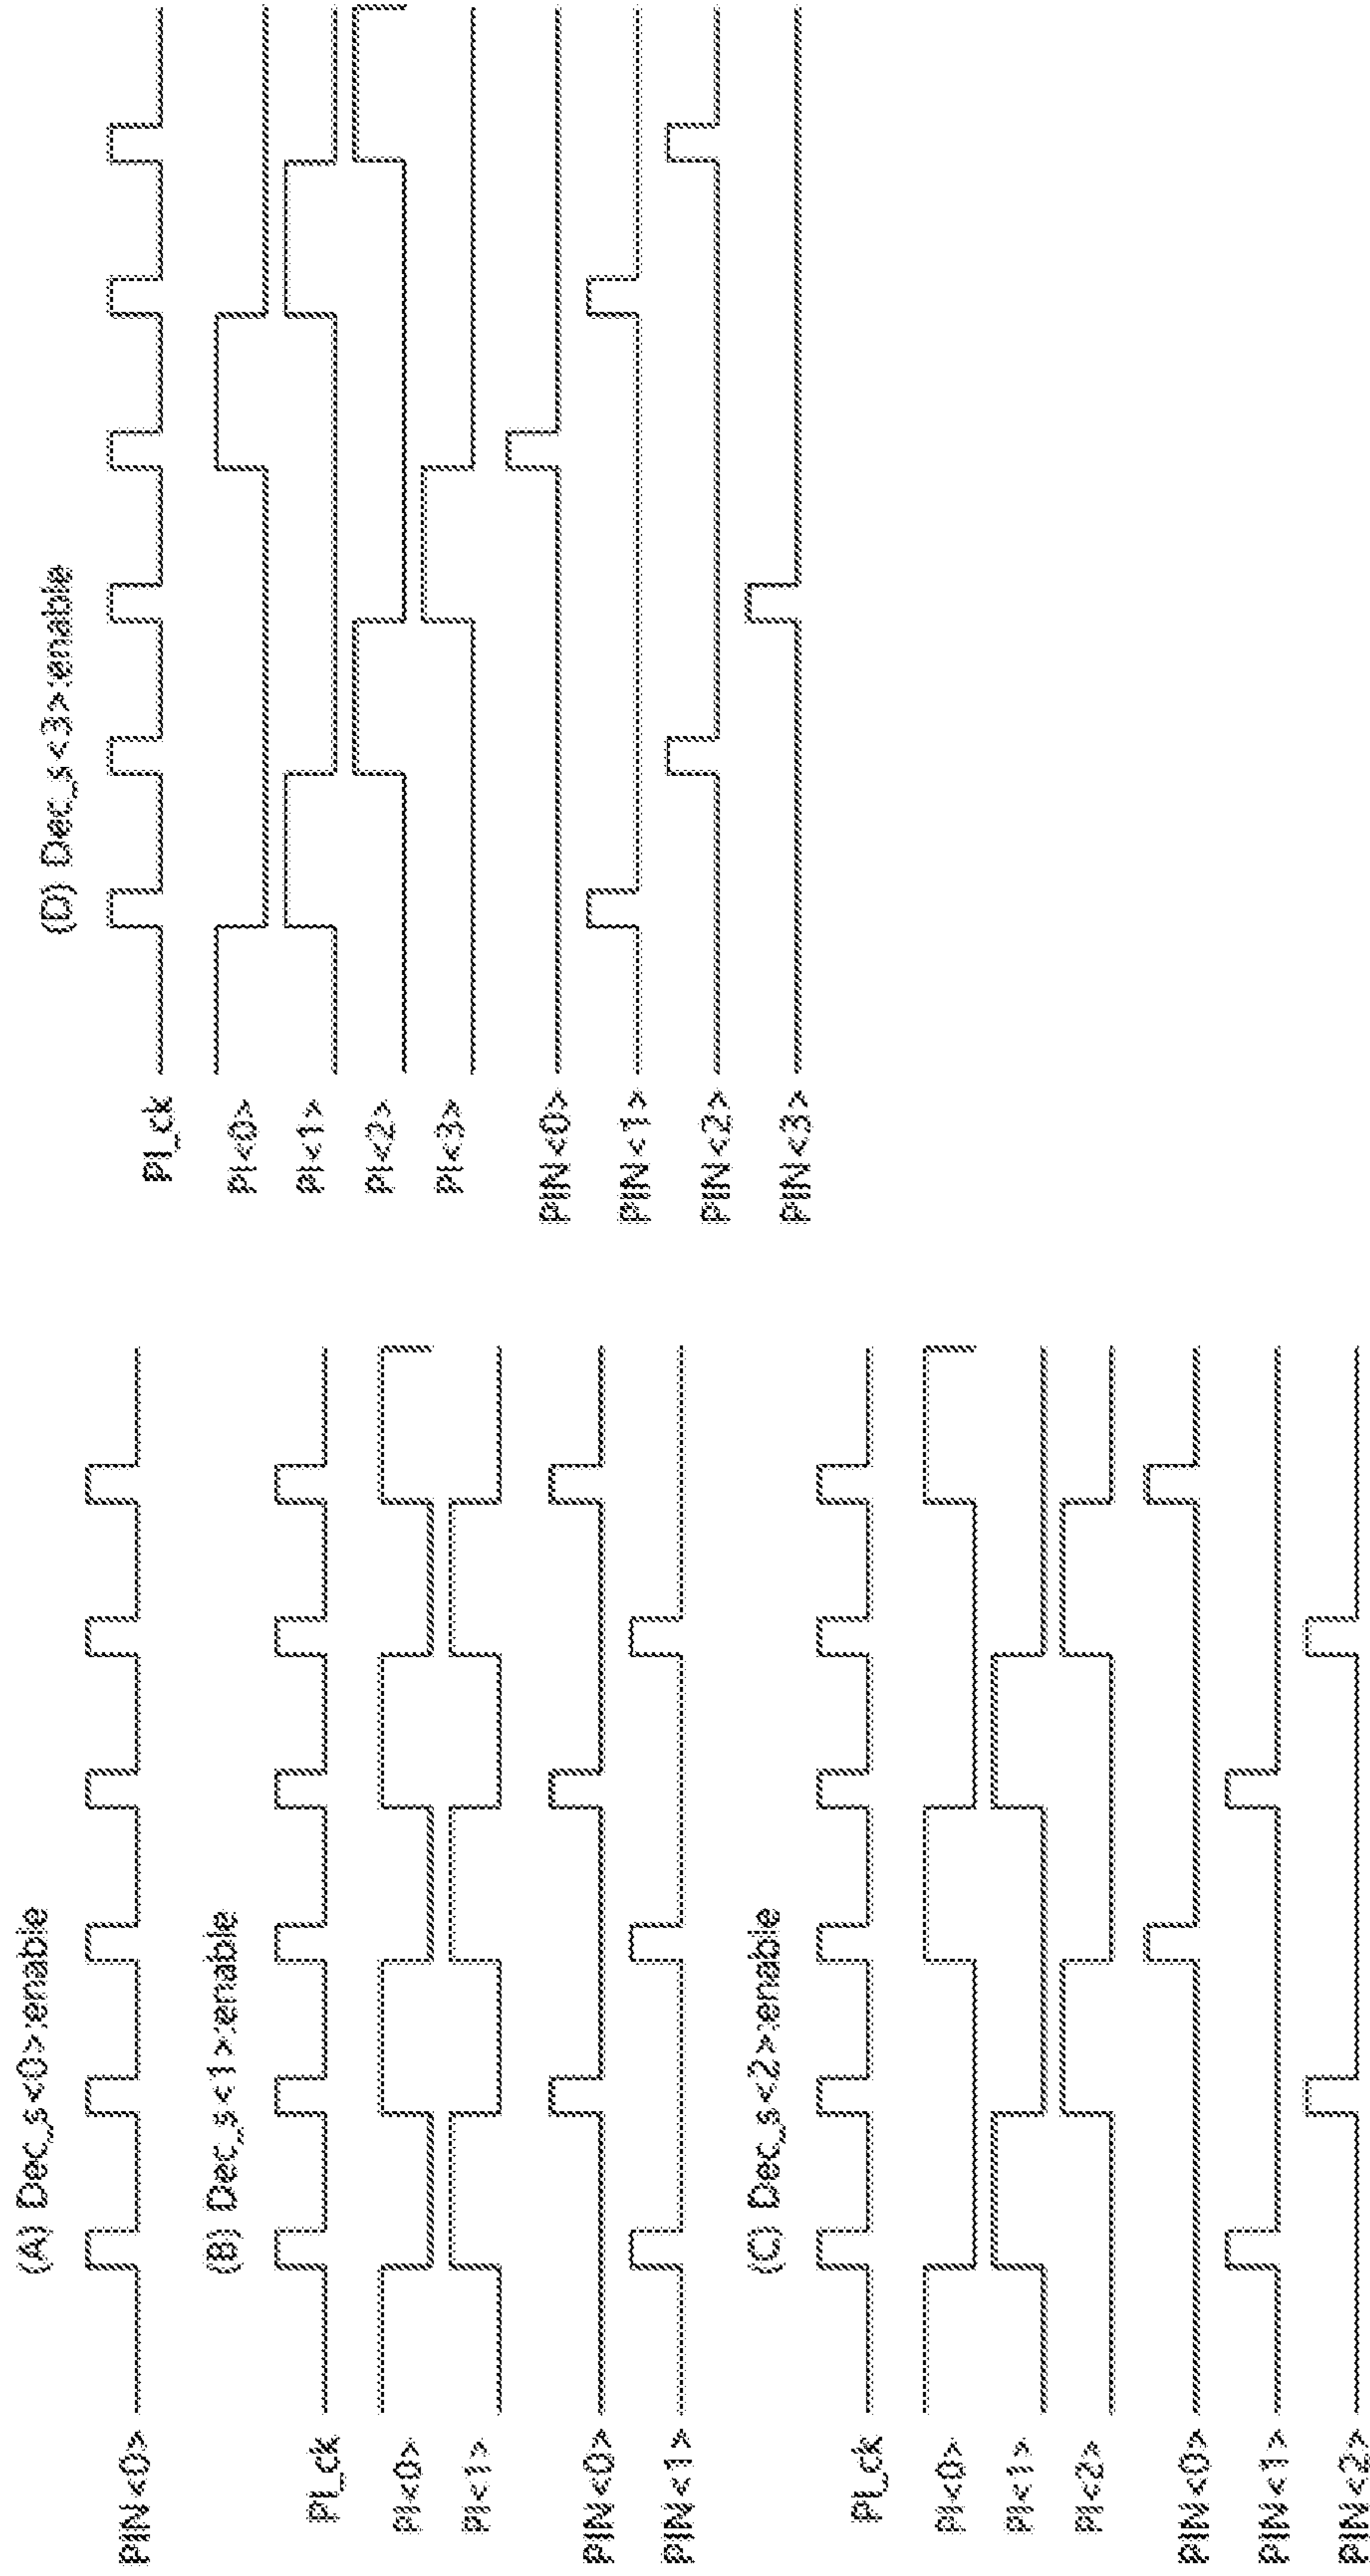 (A) Dec_s<0>:enable
PIN<0>
(B) Dec_s<1>:enable
PI_ck
PI<0>
PI<1>
PIN<0>
PIN<1>
(C) Dec_s<2>:enable
PI_ck
PI<0>
PI<1>
PI<2>
PIN<0>
PIN<1>
PIN<2>
(D) Dec_s<3>:enable
PI_ck
PI<0>
PI<1>
PI<2>
PI<3>
PIN<0>
PIN<1>
PIN<2>
PIN<3>